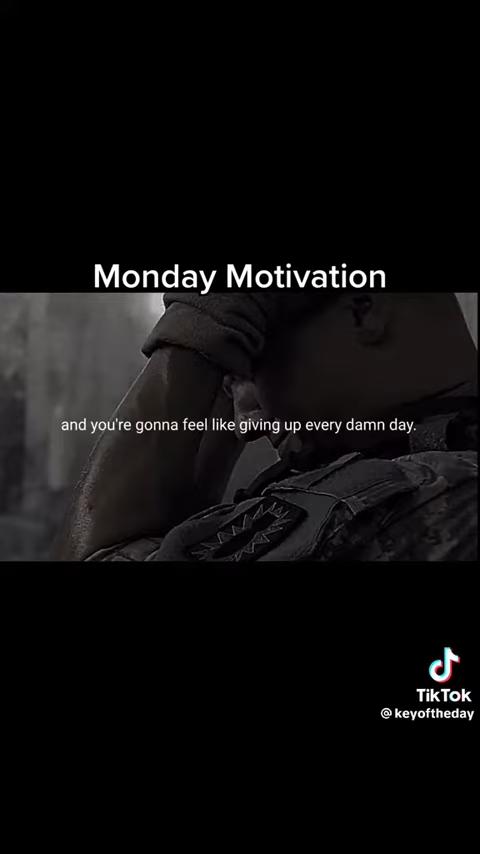 Monday Motivation
and you're gonna feel like giving up every damn day.
TikTok
@keyoftheday